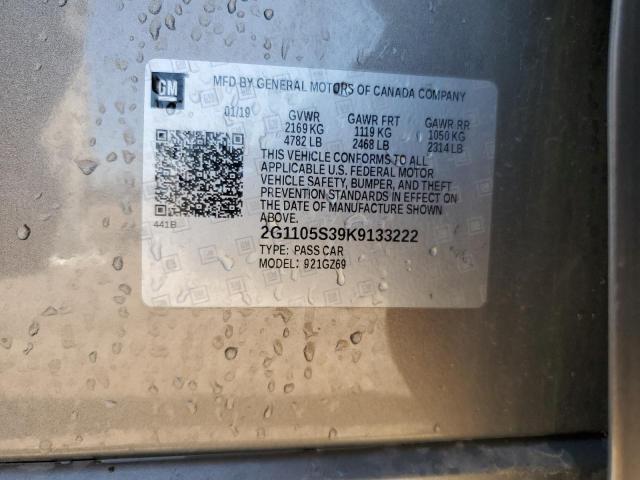 GM
MFD BY GENERAL MOTORS OF CANADA COMPANY
01/19 GVWR GAWR FRT GAWR RR
2169 KG 1119 KG 1050 KG
4782 LB 2468 LB 2314 LB
THIS VEHICLE CONFORMS TO ALL
APPLICABLE U.S. FEDERAL MOTOR
VEHICLE SAFETY, BUMPER, AND THEFT
PREVENTION STANDARDS IN EFFECT ON
THE DATE OF MANUFACTURE SHOWN
ABOVE.
441B
2G1105S39K9133222
TYPE: PASS CAR
MODEL: 921GZ69